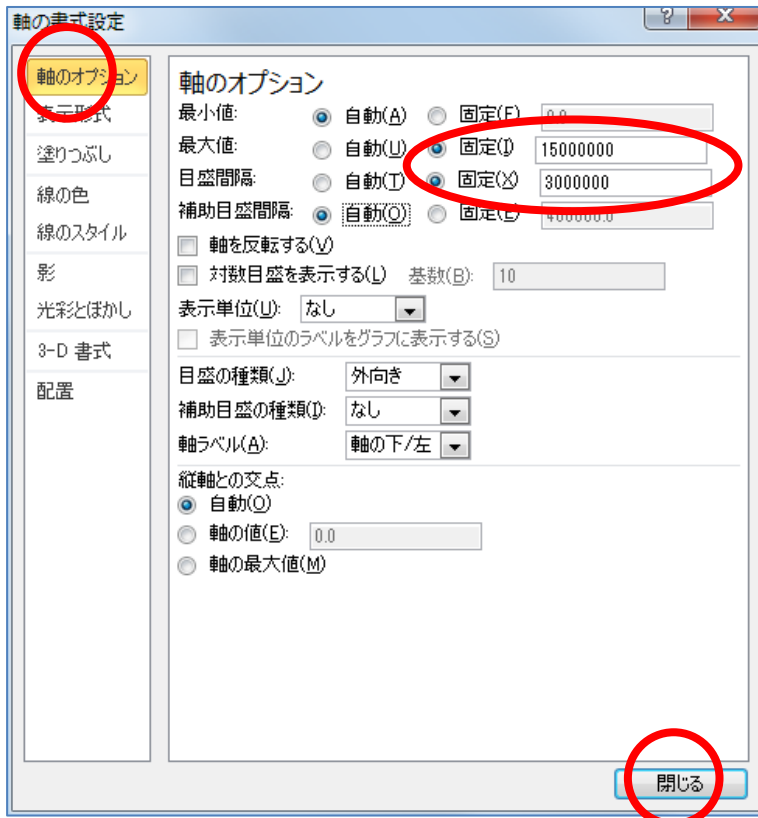 軸の書式設定
軸のオプション
表示形式
塗りつぶし
線の色
線のスタイル
影
光彩とぼかし
3-D 書式
配置
軸のオプション
最小値: 自動(A) 固定(F) 0.0
最大値: 自動(U) 固定(I) 15000000
目盛間隔: 自動(T) 固定(X) 3000000
補助目盛間隔: 自動(O) 固定(E) 400000.0
軸を反転する(V)
対数目盛を表示する(L) 基数(B): 10
表示単位(U): なし
表示単位のラベルをグラフに表示する(S)
目盛の種類(J): 外向き
補助目盛の種類(I): なし
軸ラベル(A): 軸の下/左
縦軸との交点:
自動(O)
軸の値(E): 0.0
軸の最大値(M)
閉じる